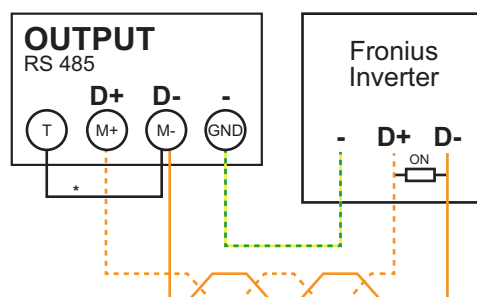 OUTPUT
RS 485
D+ D- -
T M+ M- GND
*
Fronius
Inverter
- D+ D-
ON